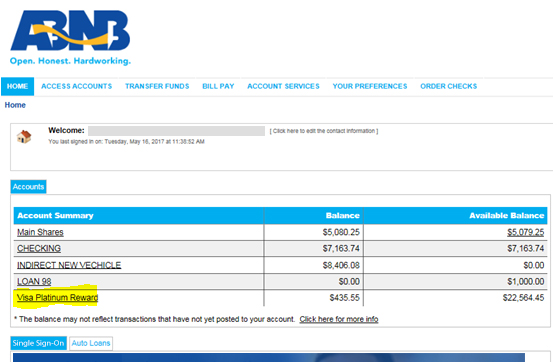 ABNB
Open. Honest. Hardworking.
HOME ACCESS ACCOUNTS TRANSFER FUNDS BILL PAY ACCOUNT SERVICES YOUR PREFERENCES ORDER CHECKS
Home
Welcome: [ Click here to edit the contact information ]
You last signed in on: Tuesday, May 16, 2017 at 11:38:52 AM
Accounts
Account Summary Balance Available Balance
Main Shares $5,080.25 $5,079.25
CHECKING $7,163.74 $7,163.74
INDIRECT NEW VECHICLE $8,406.08 $0.00
LOAN 98 $0.00 $1,000.00
Visa Platinum Reward $435.55 $22,564.45
* The balance may not reflect transactions that have not yet posted to your account. Click here for more info
Single Sign-On Auto Loans